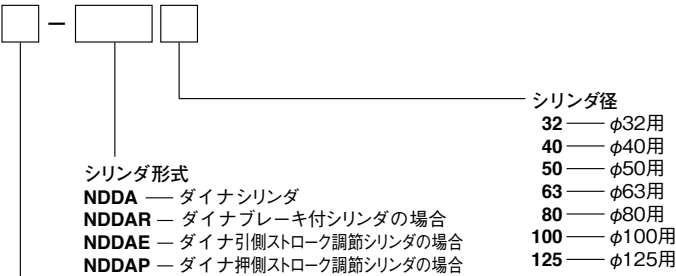 －
シリンダ径
32 — φ32用
40 — φ40用
50 — φ50用
63 — φ63用
80 — φ80用
100 — φ100用
125 — φ125用
シリンダ形式
NDDA — ダイナシリンダ
NDDAR — ダイナブレーキ付シリンダの場合
NDDAE — ダイナ引側ストローク調節シリンダの場合
NDDAP — ダイナ押側ストローク調節シリンダの場合